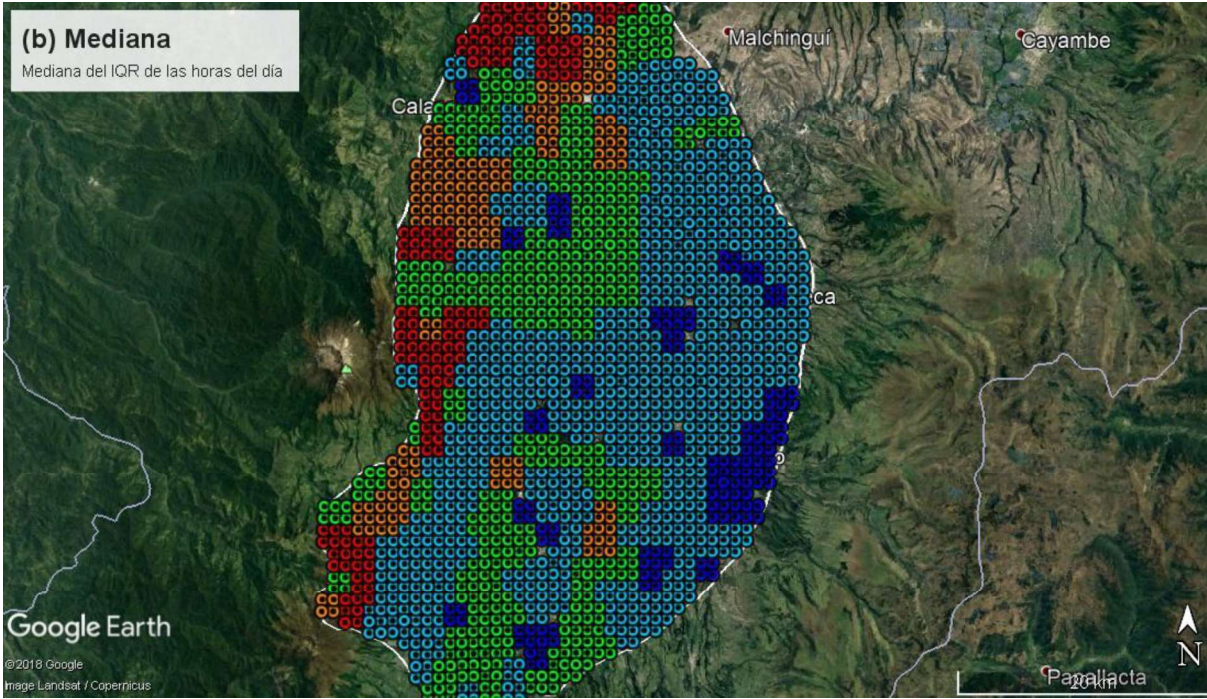 (b) Mediana
Mediana del IQR de las horas del día
Malchinguí
Cayambe
Cala
ca
Google Earth
©2018 Google
Image Landsat / Copernicus
N
Papallacta
20 km